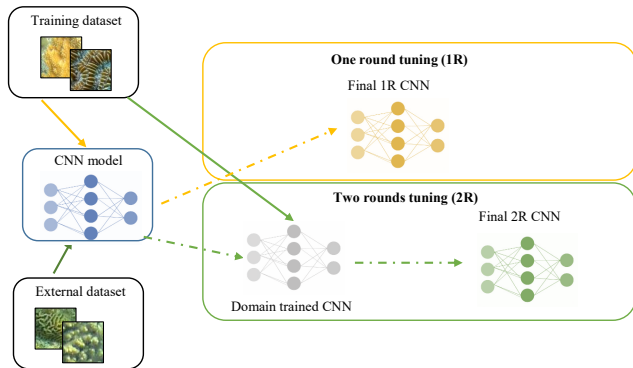 Training dataset
One round tuning (1R)
Final 1R CNN
CNN model
Two rounds tuning (2R)
Final 2R CNN
External dataset
Domain trained CNN